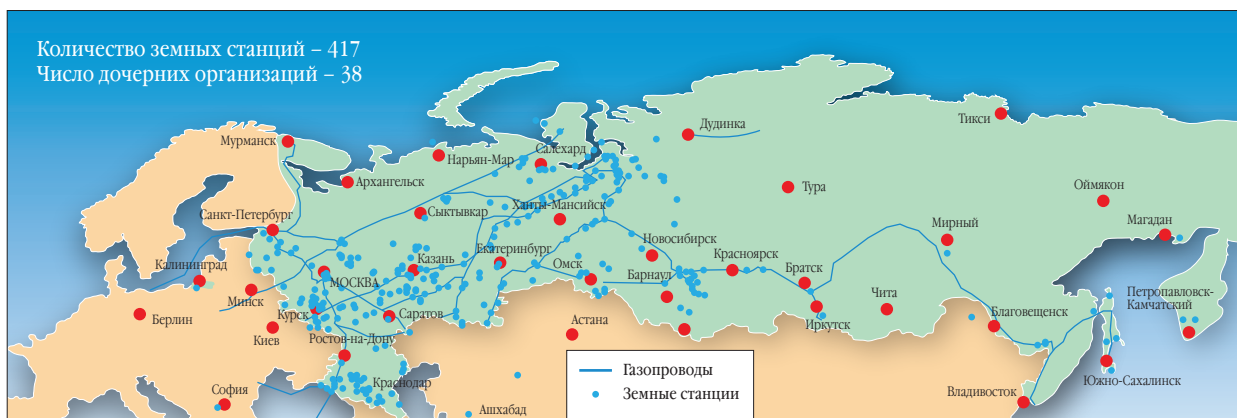 Количество земных станций – 417
Число дочерних организаций – 38
Мурманск
Нарьян-Мар
Архангельск
Салехард
Дудинка
Тикси
Тура
Оймякон
Магадан
Санкт-Петербург
Сыктывкар
Ханты-Мансийск
Мирный
Калининград
Минск
МОСКВА
Казань
Екатеринбург
Омск
Новосибирск
Барнаул
Красноярск
Братск
Иркутск
Чита
Благовещенск
Петропавловск-
Камчатский
Берлин
Киев
Курск
Саратов
Ростов-на-Дону
Астана
Краснодар
София
Ашхабад
Владивосток
Южно-Сахалинск
Газопроводы
Земные станции